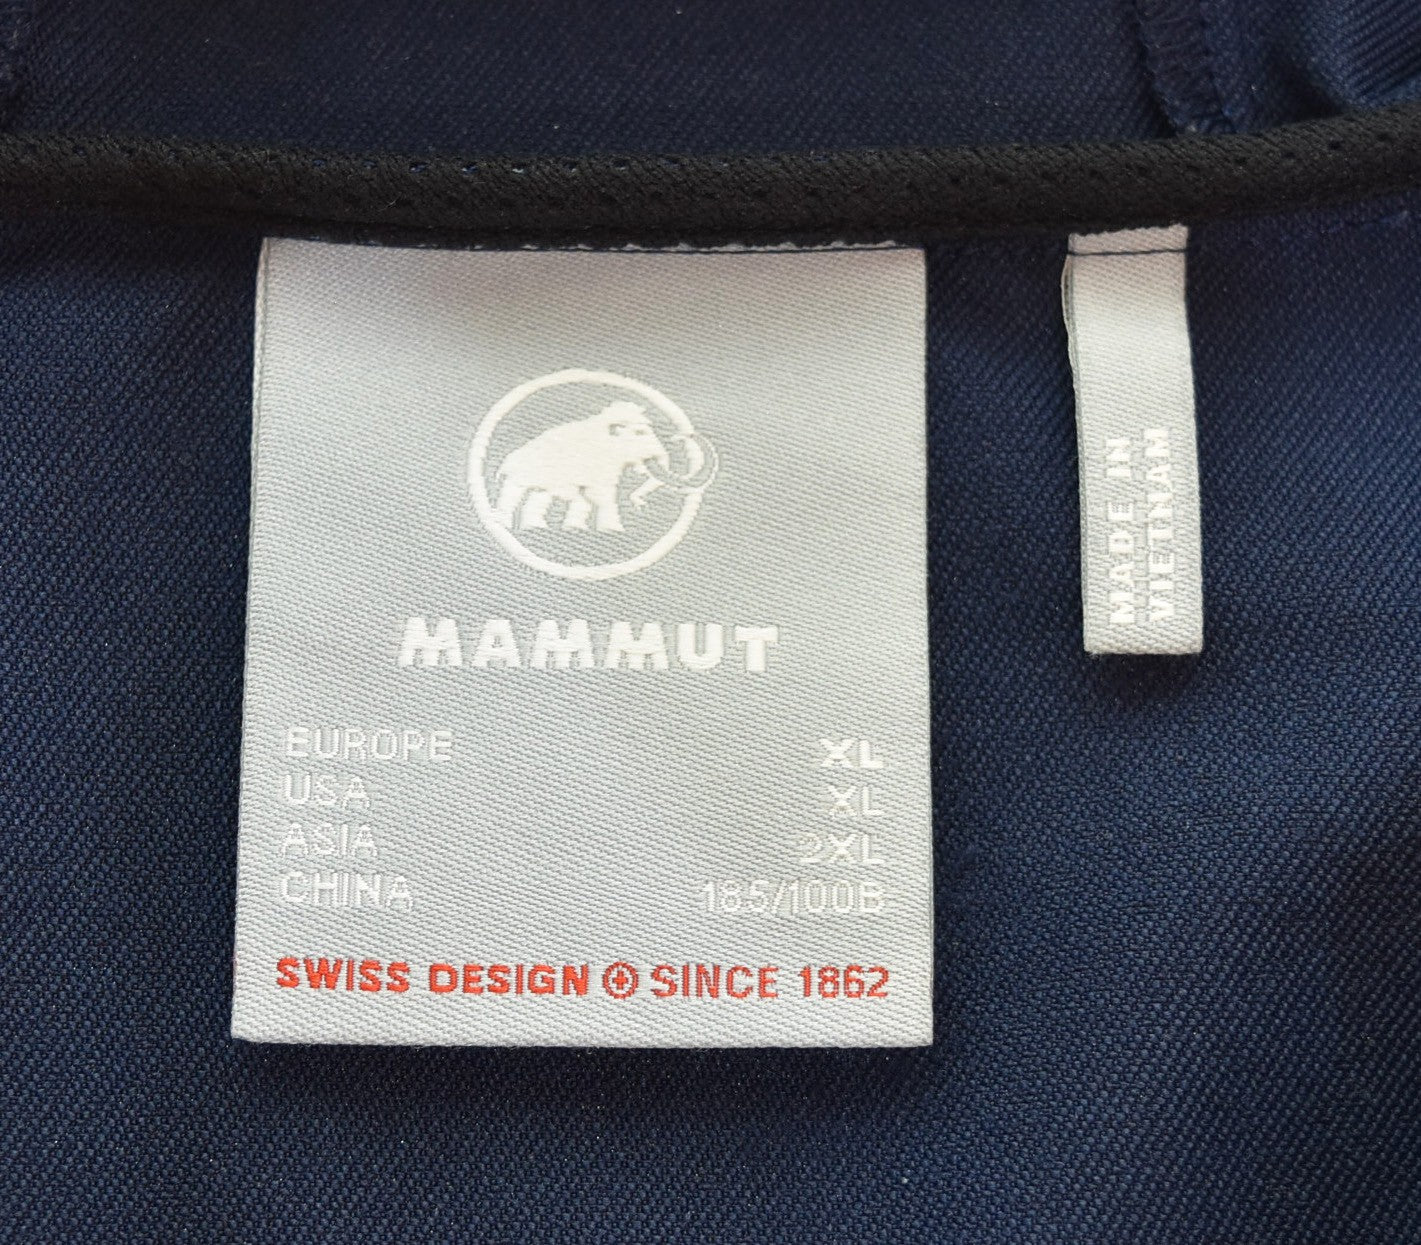 MAMMUT
EUROPE XL
USA XL
ASIA 2XL
CHINA 185/100B
SWISS DESIGN SINCE 1862
MADE IN
VIETNAM